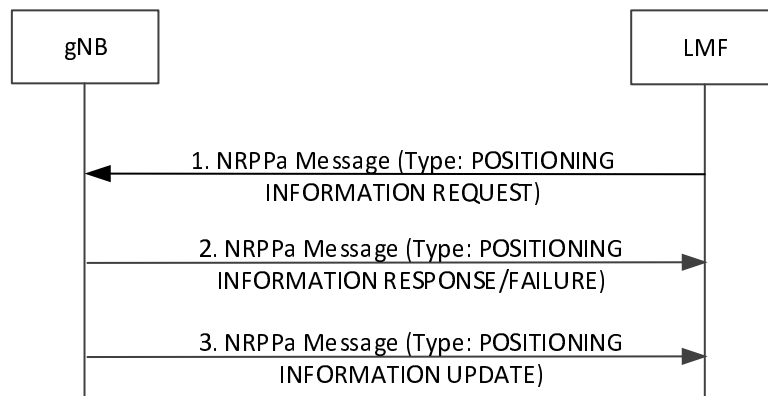 gNB
LMF
1. NRPPa Message (Type: POSITIONING
INFORMATION REQUEST)
2. NRPPa Message (Type: POSITIONING
INFORMATION RESPONSE/FAILURE)
3. NRPPa Message (Type: POSITIONING
INFORMATION UPDATE)